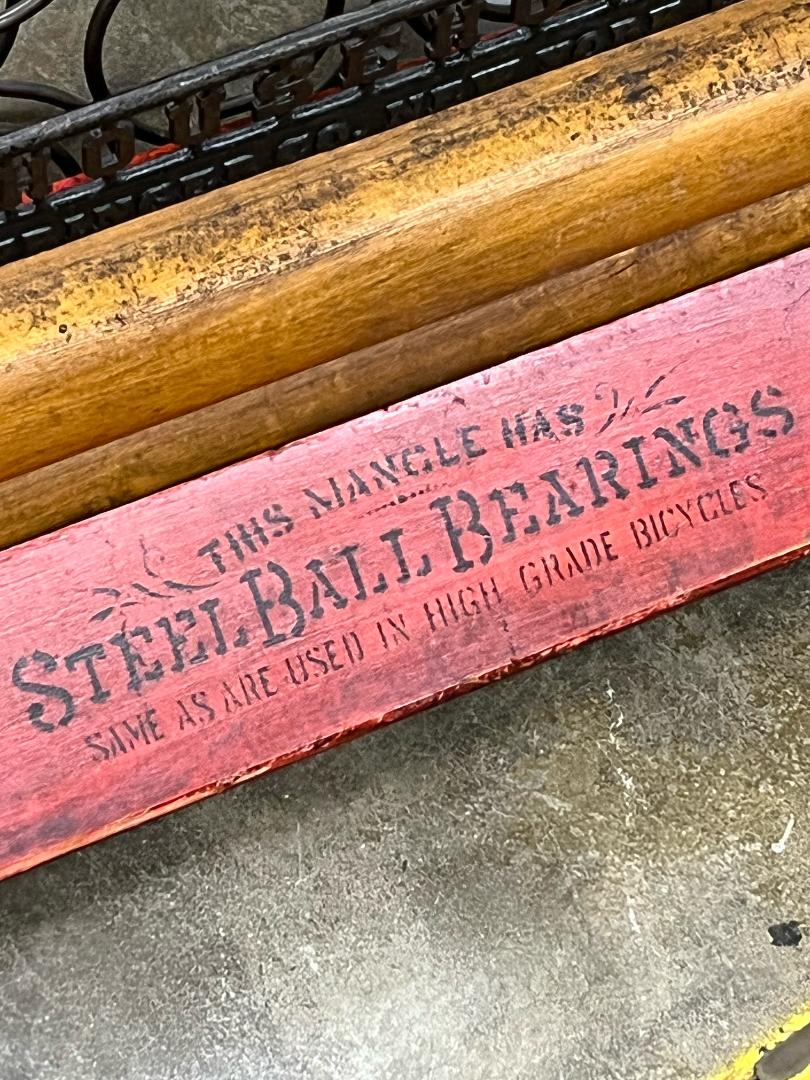 THIS MANGLE HAS
STEEL BALL BEARINGS
SAME AS ARE USED IN HIGH GRADE BICYCLES